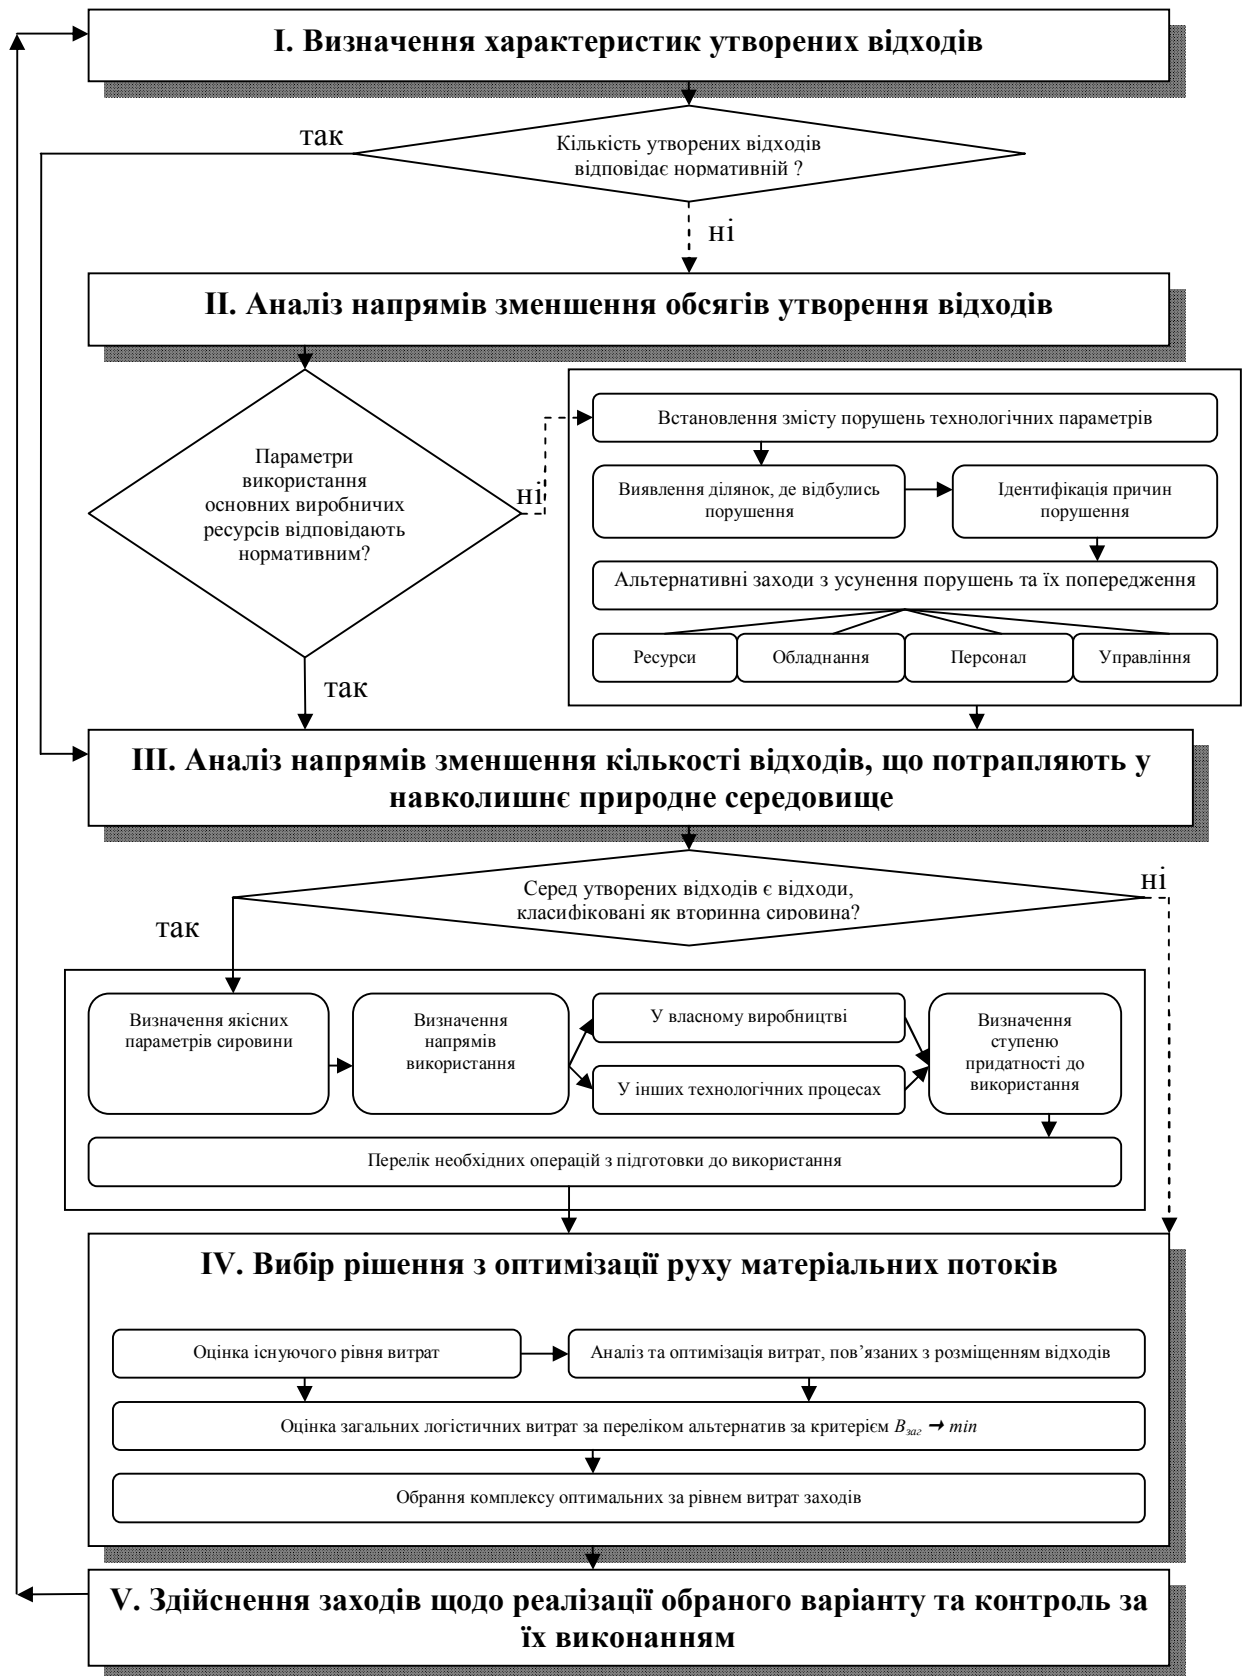 І. Визначення характеристик утворених відходів
так
Кількість утворених відходів
відповідає нормативній ?
ні
ІІ. Аналіз напрямів зменшення обсягів утворення відходів
Параметри
використання
основних виробничих
ресурсів відповідають
нормативним?
ні
Встановлення змісту порушень технологічних параметрів
Виявлення ділянок, де відбулись
порушення
Ідентифікація причин
порушення
Альтернативні заходи з усунення порушень та їх попередження
Ресурси
Обладнання
Персонал
Управління
так
ІІІ. Аналіз напрямів зменшення кількості відходів, що потрапляють у
навколишнє природне середовище
Серед утворених відходів є відходи,
класифіковані як вторинна сировина?
ні
так
Визначення якісних
параметрів сировини
Визначення
напрямів
використання
У власному виробництві
У інших технологічних процесах
Визначення
ступеню
придатності до
використання
Перелік необхідних операцій з підготовки до використання
IV. Вибір рішення з оптимізації руху матеріальних потоків
Оцінка існуючого рівня витрат
Аналіз та оптимізація витрат, пов’язаних з розміщенням відходів
Оцінка загальних логістичних витрат за переліком альтернатив за критерієм Взаг → min
Обрання комплексу оптимальних за рівнем витрат заходів
V. Здійснення заходів щодо реалізації обраного варіанту та контроль за
їх виконанням